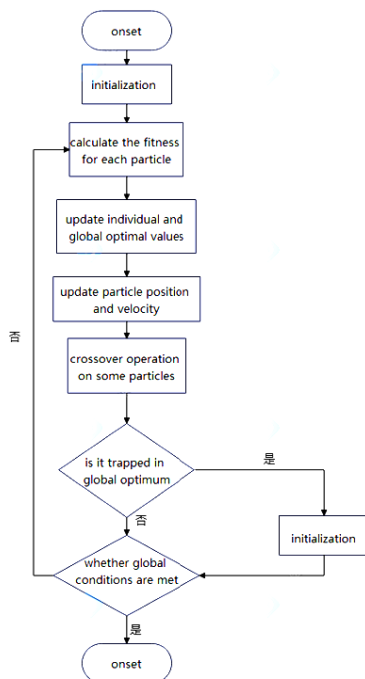 onset
initialization
calculate the fitness
for each particle
update individual and
global optimal values
update particle position
and velocity
否
crossover operation
on some particles
is it trapped in
global optimum
是
否
initialization
whether global
conditions are met
是
onset